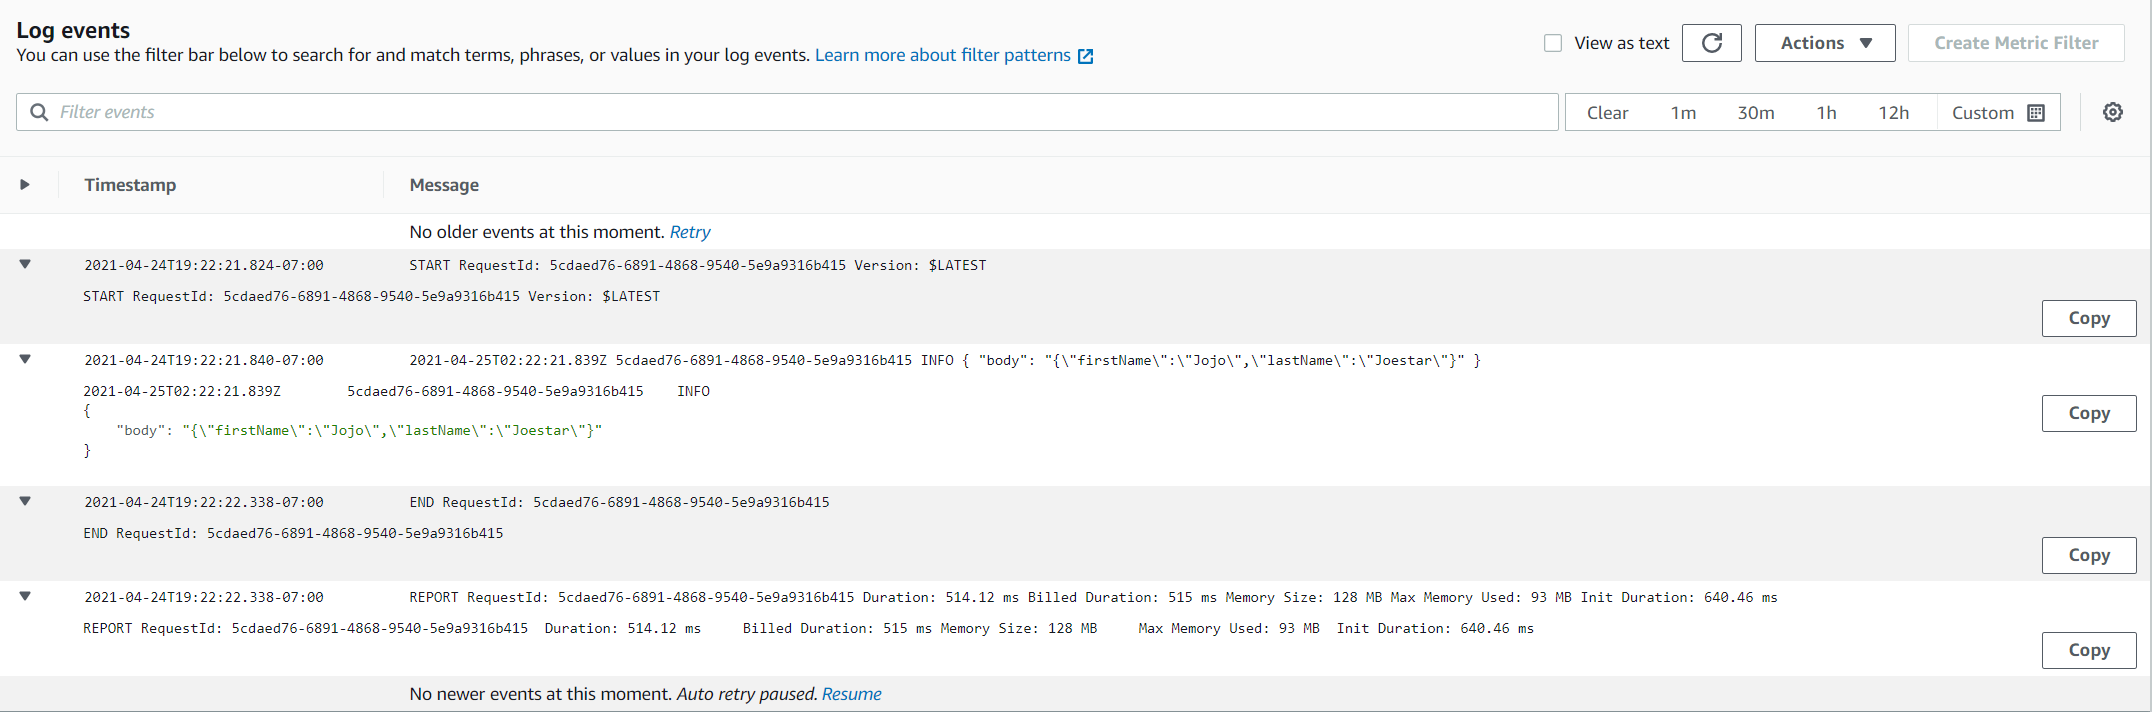 Log events
You can use the filter bar below to search for and match terms, phrases, or values in your log events. Learn more about filter patterns
View as text
Actions
Create Metric Filter
Filter events
Clear 1m 30m 1h 12h Custom
Timestamp Message
No older events at this moment. Retry
2021-04-24T19:22:21.824-07:00 START RequestId: 5cdaed76-6891-4868-9540-5e9a9316b415 Version: $LATEST
START RequestId: 5cdaed76-6891-4868-9540-5e9a9316b415 Version: $LATEST
Copy
2021-04-24T19:22:21.840-07:00 2021-04-25T02:22:21.839Z 5cdaed76-6891-4868-9540-5e9a9316b415 INFO { "body": "{\"firstName\":\"Jojo\",\"lastName\":\"Joestar\"}" }
2021-04-25T02:22:21.839Z 5cdaed76-6891-4868-9540-5e9a9316b415 INFO
{
"body": "{\"firstName\":\"Jojo\",\"lastName\":\"Joestar\"}"
}
Copy
2021-04-24T19:22:22.338-07:00 END RequestId: 5cdaed76-6891-4868-9540-5e9a9316b415
END RequestId: 5cdaed76-6891-4868-9540-5e9a9316b415
Copy
2021-04-24T19:22:22.338-07:00 REPORT RequestId: 5cdaed76-6891-4868-9540-5e9a9316b415 Duration: 514.12 ms Billed Duration: 515 ms Memory Size: 128 MB Max Memory Used: 93 MB Init Duration: 640.46 ms
REPORT RequestId: 5cdaed76-6891-4868-9540-5e9a9316b415 Duration: 514.12 ms Billed Duration: 515 ms Memory Size: 128 MB Max Memory Used: 93 MB Init Duration: 640.46 ms
Copy
No newer events at this moment. Auto retry paused. Resume